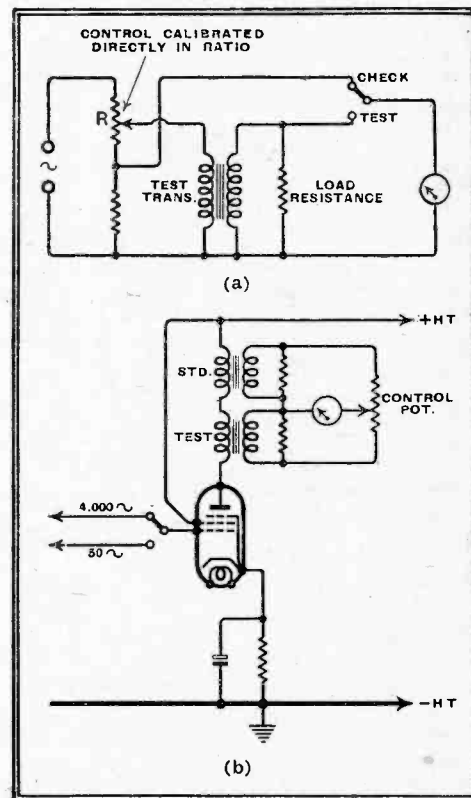 CONTROL CALIBRATED
DIRECTLY IN RATIO
R
CHECK
TEST
TEST
TRANS.
LOAD
RESISTANCE
~
(a)
+HT
STD.
TEST
CONTROL
POT.
4,000 ~
50 ~
-HT
(b)